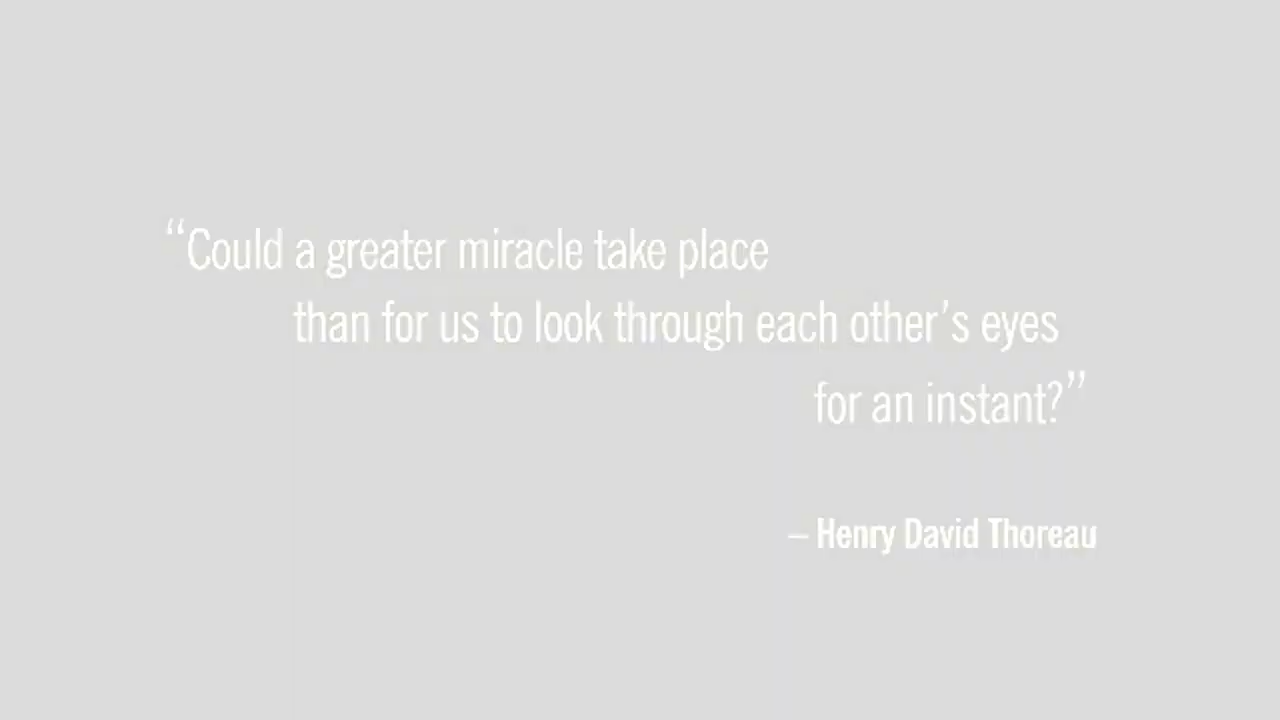 “Could a greater miracle take place
than for us to look through each other’s eyes
for an instant?”
– Henry David Thoreau